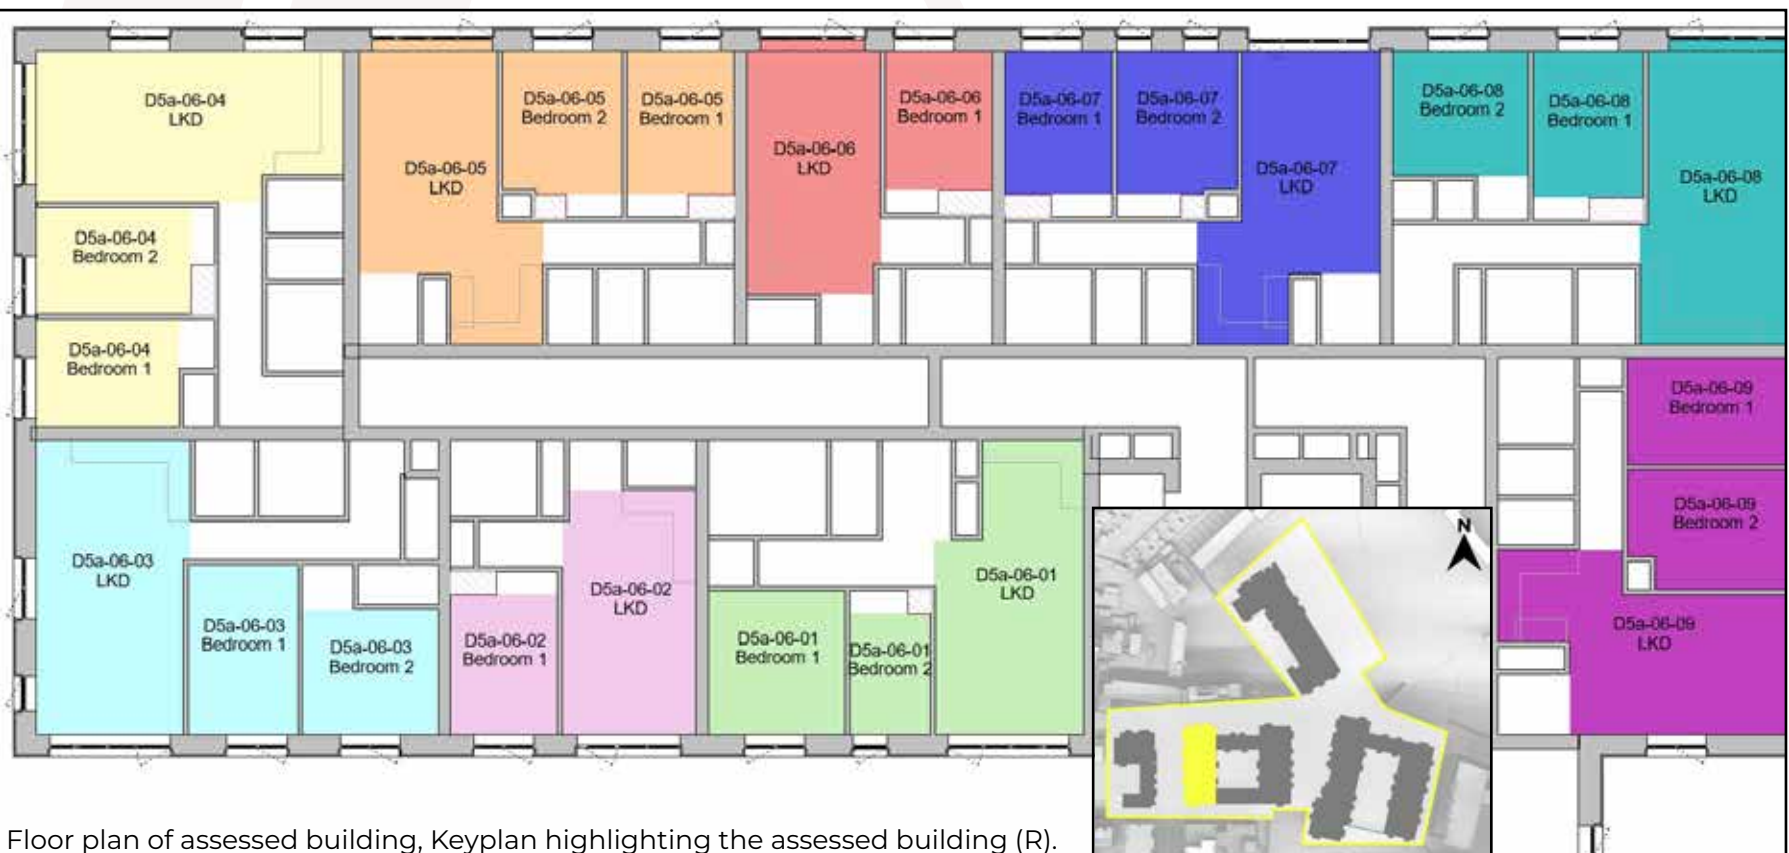 D5a-06-04
LKD
D5a-06-05
LKD
D5a-06-05
Bedroom 2
D5a-06-05
Bedroom 1
D5a-06-06
LKD
D5a-06-06
Bedroom 1
D5a-06-07
Bedroom 1
D5a-06-07
Bedroom 2
D5a-06-07
LKD
D5a-06-08
Bedroom 2
D5a-06-08
Bedroom 1
D5a-06-08
LKD
D5a-06-04
Bedroom 2
D5a-06-04
Bedroom 1
D5a-06-09
Bedroom 1
D5a-06-09
Bedroom 2
D5a-06-03
LKD
D5a-06-03
Bedroom 1
D5a-06-03
Bedroom 2
D5a-06-02
Bedroom 1
D5a-06-02
LKD
D5a-06-01
Bedroom 1
D5a-06-01
Bedroom 2
D5a-06-01
LKD
N
D5a-06-09
LKD
Floor plan of assessed building, Keyplan highlighting the assessed building (R).